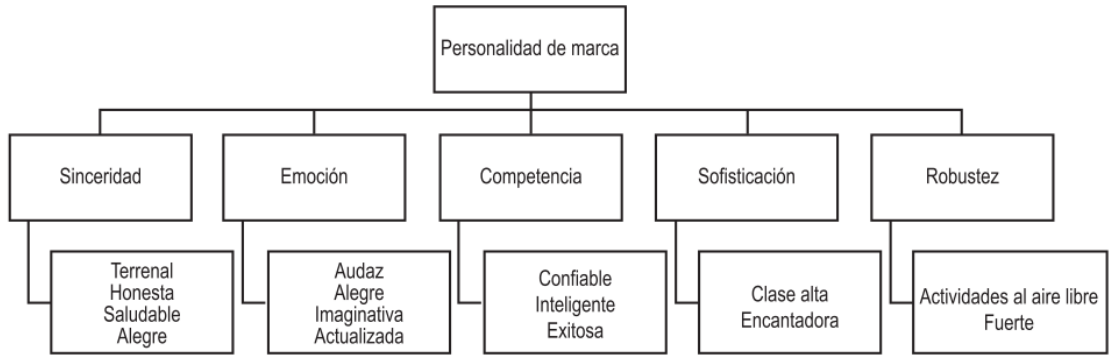 Personalidad de marca
Sinceridad
Emoción
Competencia
Sofisticación
Robustez
Terrenal
Honesta
Saludable
Alegre
Audaz
Alegre
Imaginativa
Actualizada
Confiable
Inteligente
Exitosa
Clase alta
Encantadora
Actividades al aire libre
Fuerte